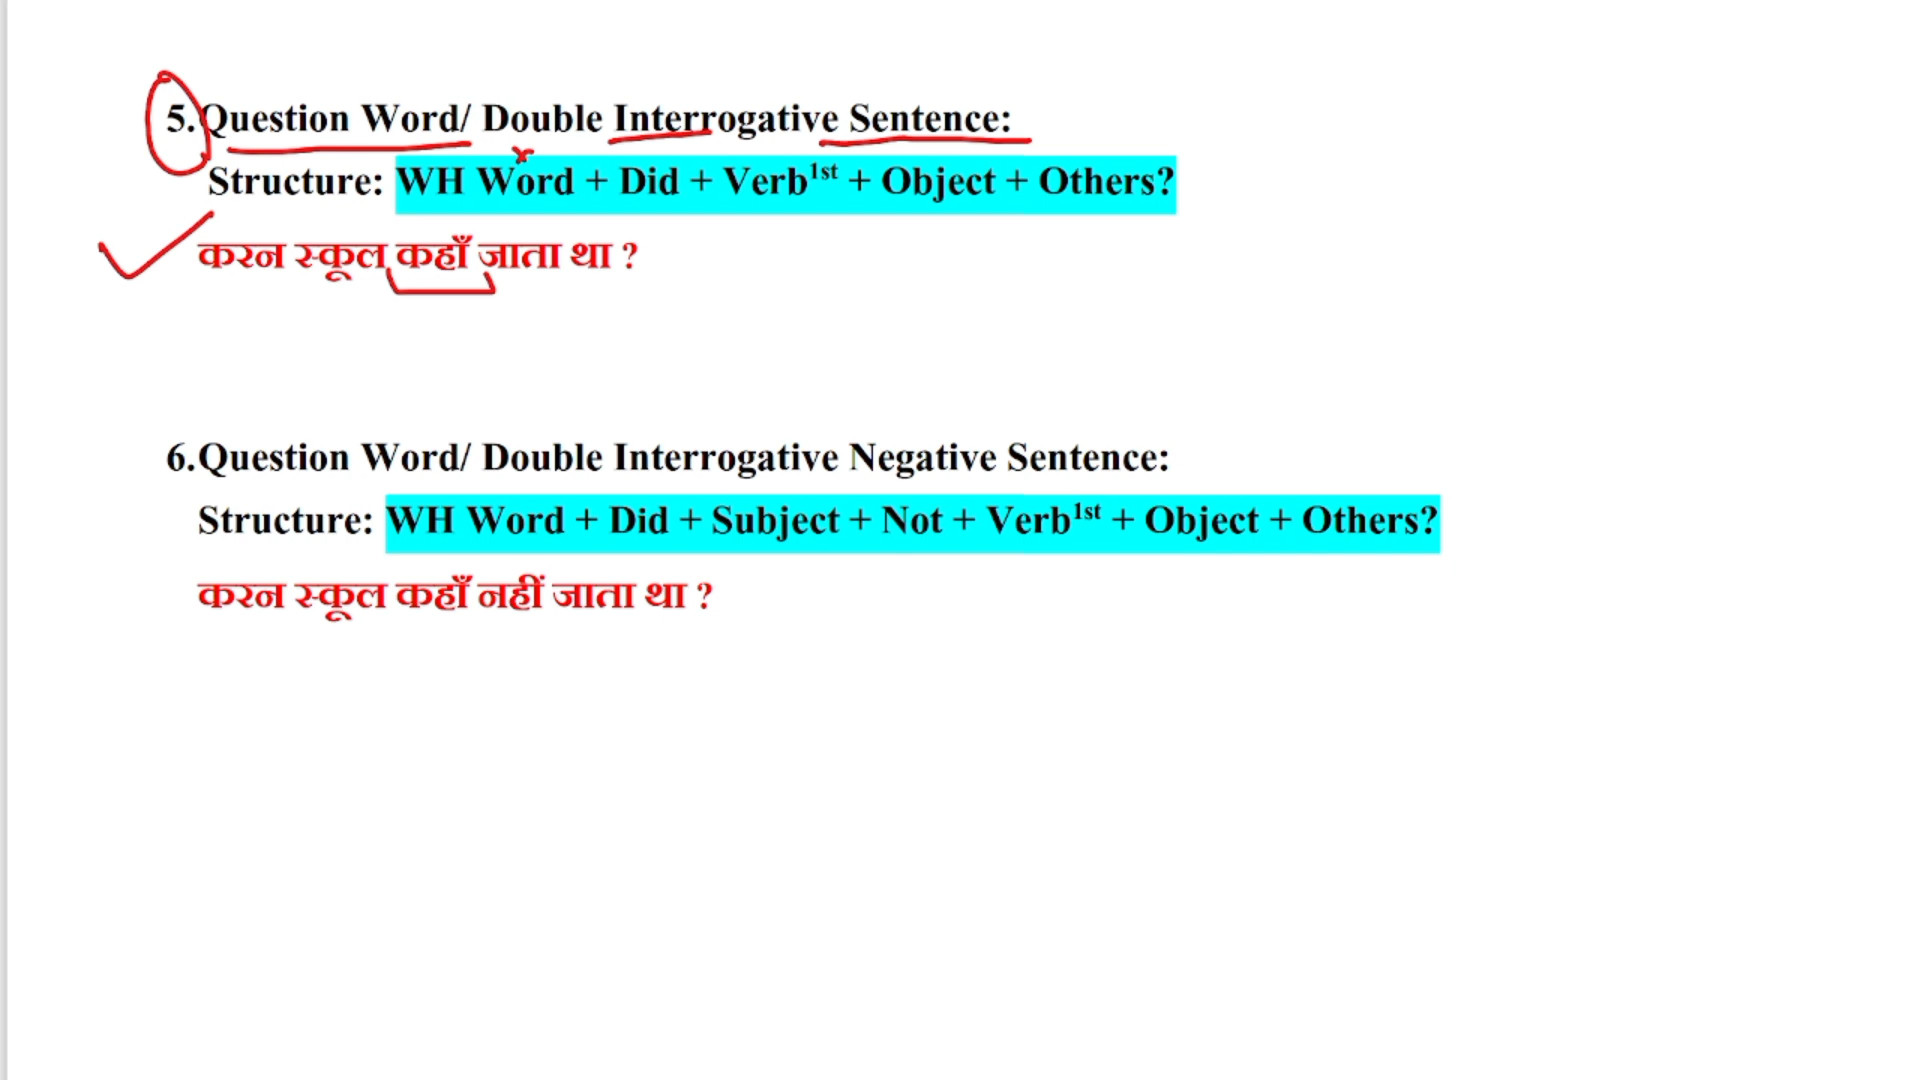 5. Question Word/ Double Interrogative Sentence:
Structure: WH Word + Did + Verb1st + Object + Others?
करन स्कूल कहाँ जाता था ?
6. Question Word/ Double Interrogative Negative Sentence:
Structure: WH Word + Did + Subject + Not + Verb1st + Object + Others?
करन स्कूल कहाँ नहीं जाता था ?